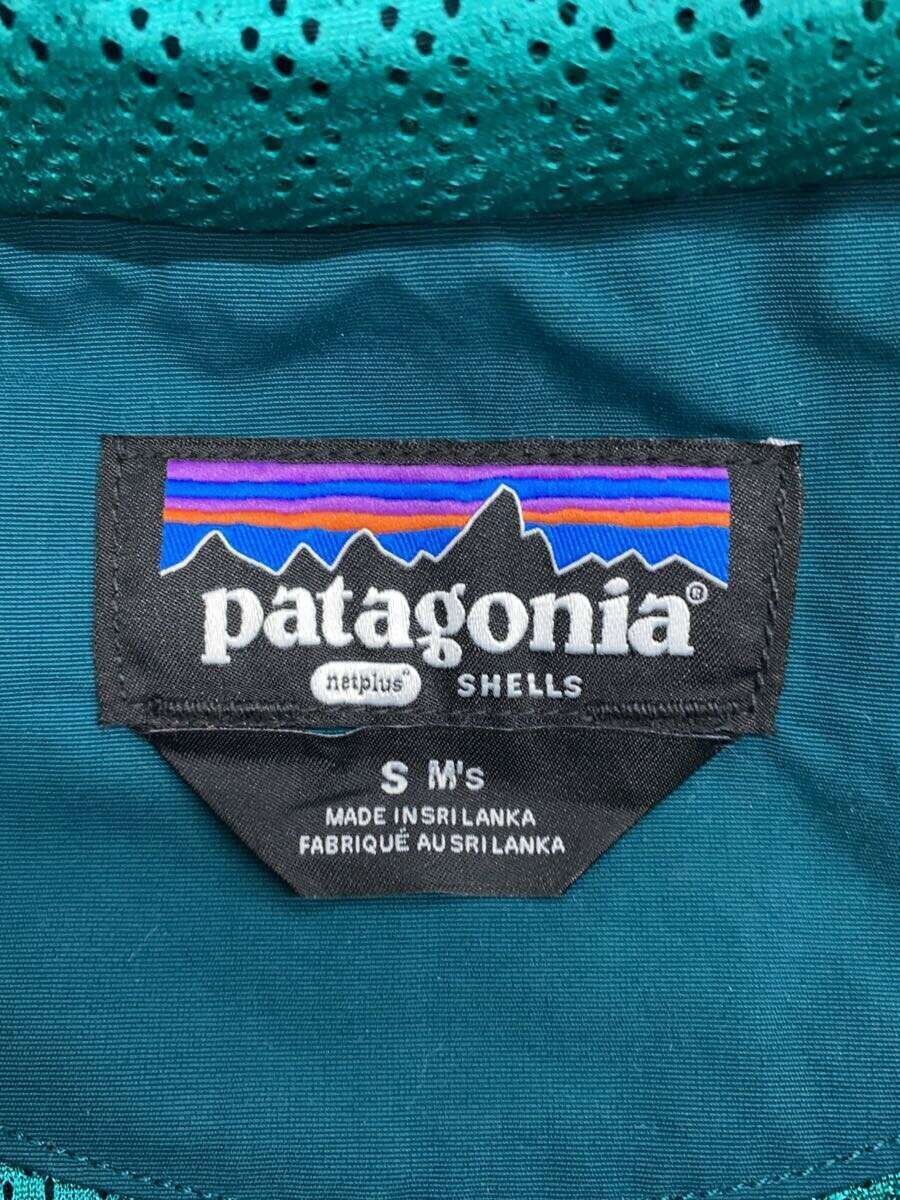 patagonia®
netplus® SHELLS
S M's
MADE IN SRI LANKA
FABRIQUÉ AU SRI LANKA